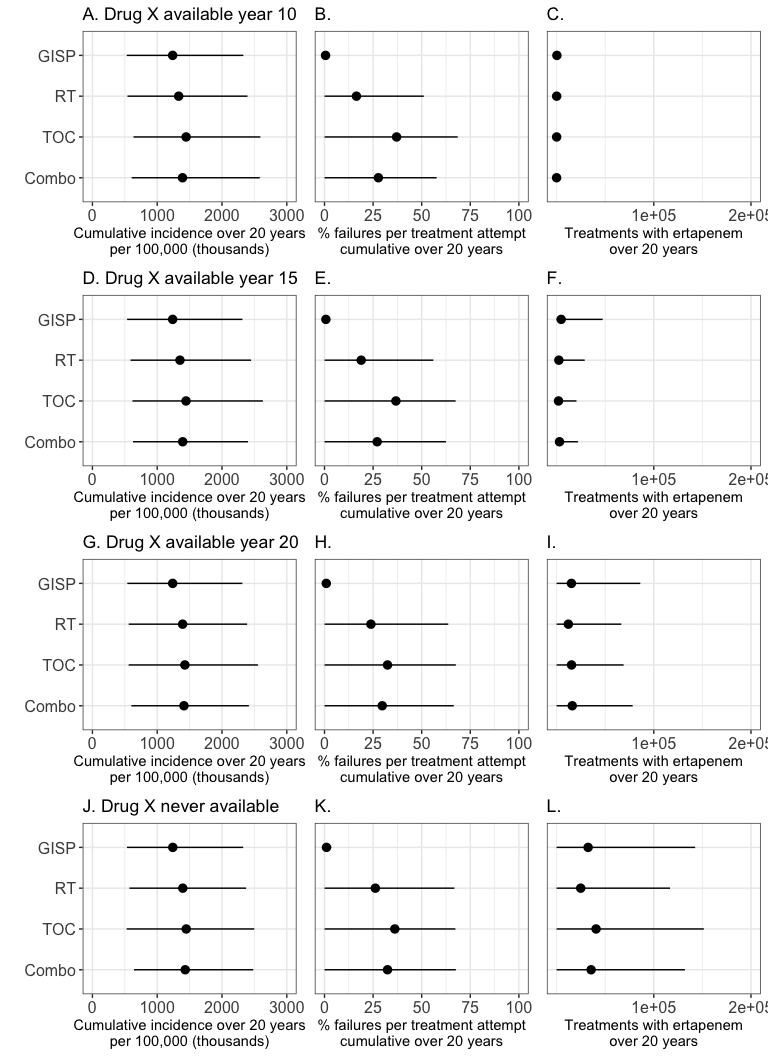 A. Drug X available year 10
B.
C.
GISP
RT
TOC
Combo
0 1000 2000 3000
0 25 50 75 100
1e+05 2e+05
Cumulative incidence over 20 years
per 100,000 (thousands)
% failures per treatment attempt
cumulative over 20 years
Treatments with ertapenem
over 20 years
D. Drug X available year 15
E.
F.
GISP
RT
TOC
Combo
0 1000 2000 3000
0 25 50 75 100
1e+05 2e+05
Cumulative incidence over 20 years
per 100,000 (thousands)
% failures per treatment attempt
cumulative over 20 years
Treatments with ertapenem
over 20 years
G. Drug X available year 20
H.
I.
GISP
RT
TOC
Combo
0 1000 2000 3000
0 25 50 75 100
1e+05 2e+05
Cumulative incidence over 20 years
per 100,000 (thousands)
% failures per treatment attempt
cumulative over 20 years
Treatments with ertapenem
over 20 years
J. Drug X never available
K.
L.
GISP
RT
TOC
Combo
0 1000 2000 3000
0 25 50 75 100
1e+05 2e+05
Cumulative incidence over 20 years
per 100,000 (thousands)
% failures per treatment attempt
cumulative over 20 years
Treatments with ertapenem
over 20 years